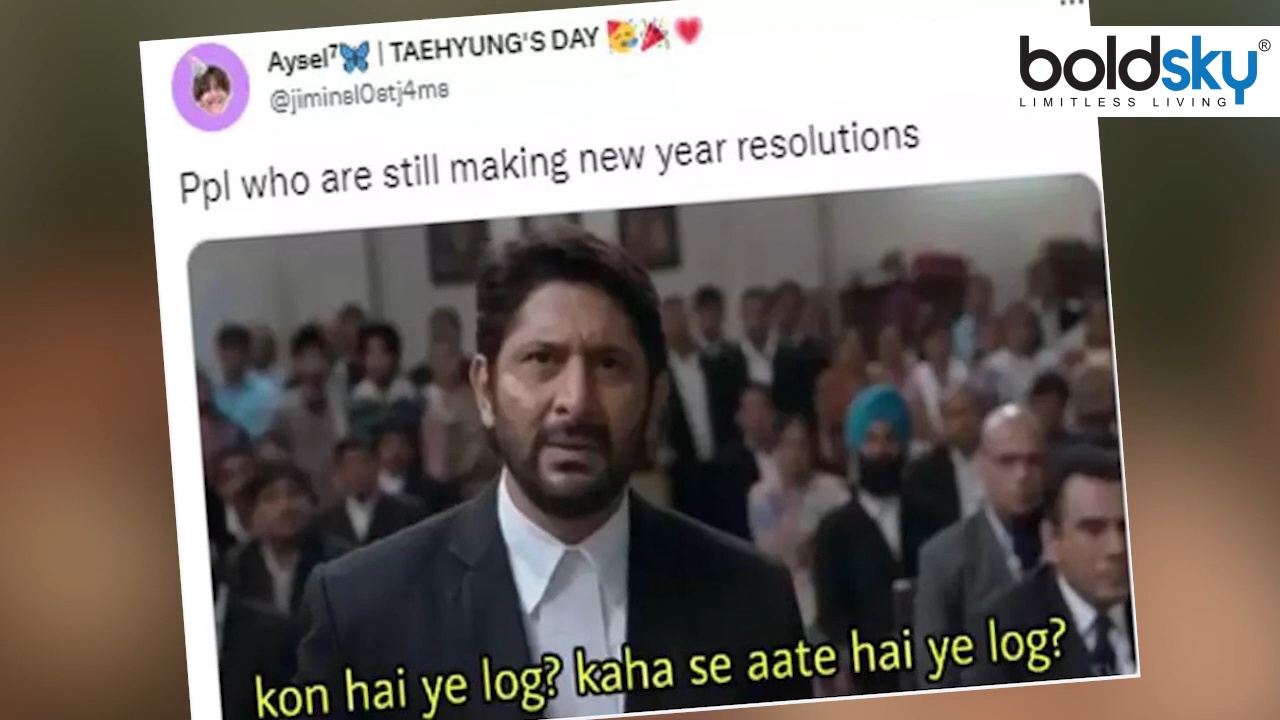 Aysel⁷🦋 | TAEHYUNG'S DAY 🥳🎉💗
@jiminsl0stj4ms
Ppl who are still making new year resolutions
kon hai ye log? kaha se aate hai ye log?
boldsky®
LIMITLESS LIVING